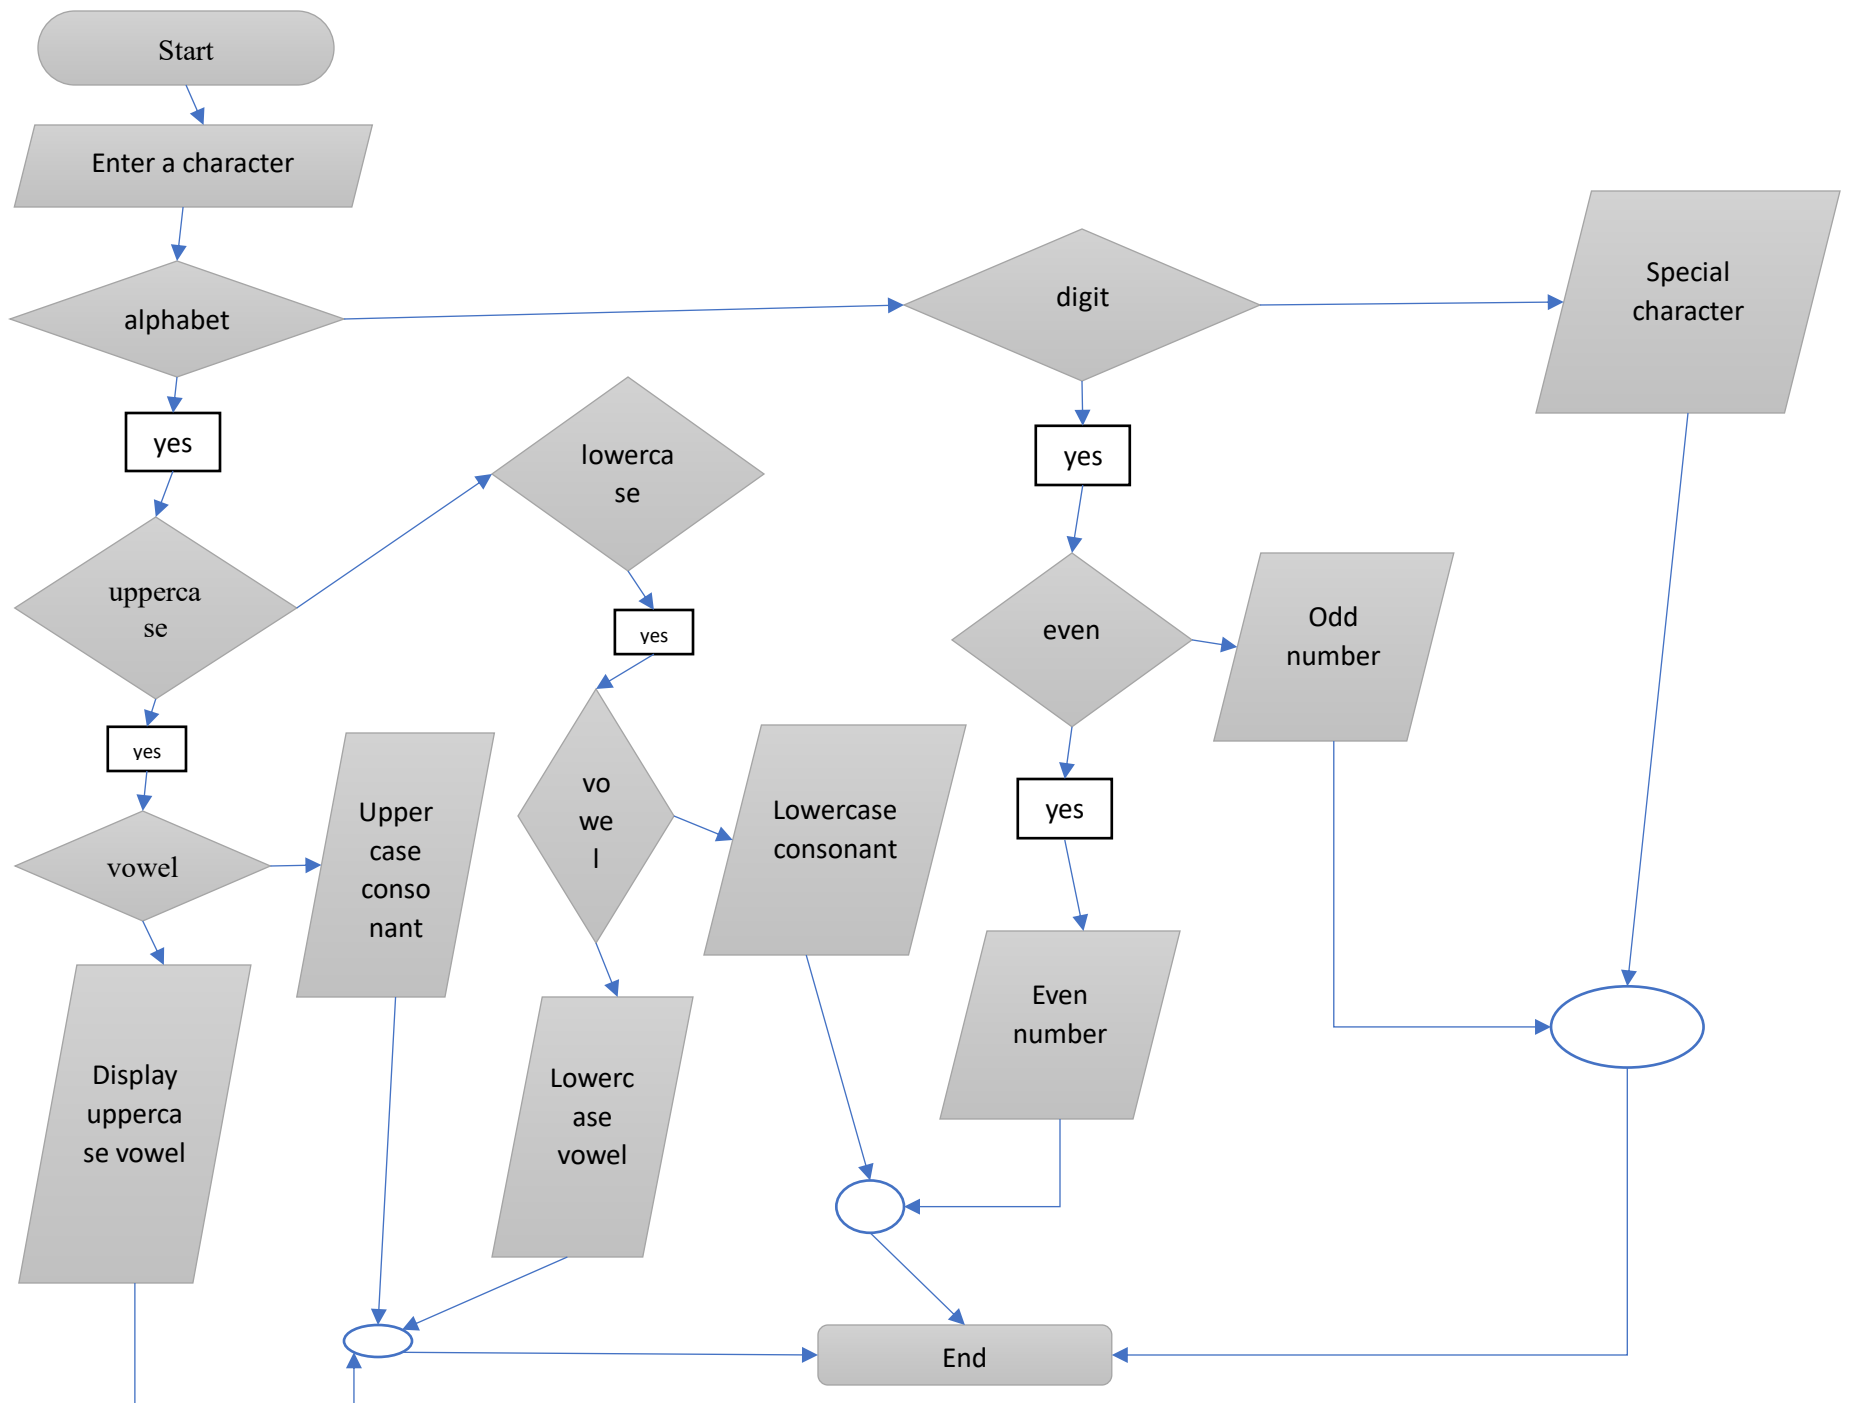 Start
Enter a character
alphabet
digit
Special
character
yes
lowerca
se
yes
upperca
se
yes
even
Odd
number
yes
vowel
Upper
case
conso
nant
vo
we
l
Lowercase
consonant
yes
Display
upperca
se vowel
Lowerc
ase
vowel
Even
number
End